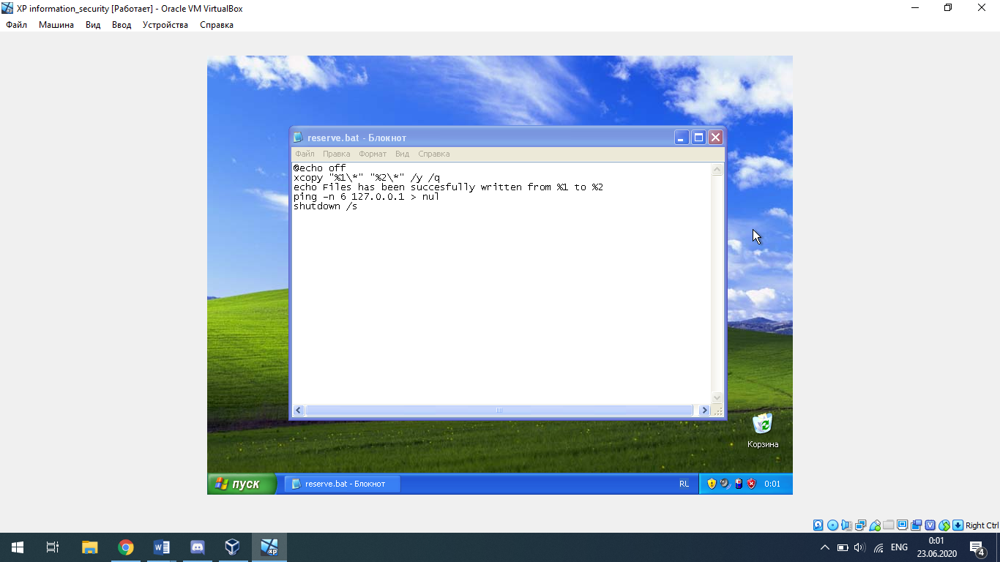 XP information_security [Работает] - Oracle VM VirtualBox
Файл Машина Вид Ввод Устройства Справка
reserve.bat - Блокнот
Файл Правка Формат Вид Справка
@echo off
xcopy "%1\*" "%2\*" /y /q
echo Files has been succesfully written from %1 to %2
ping -n 6 127.0.0.1 > nul
shutdown /s
Корзина
пуск reserve.bat - Блокнот RL 0:01
Right Ctrl
ENG
0:01
23.06.2020
4